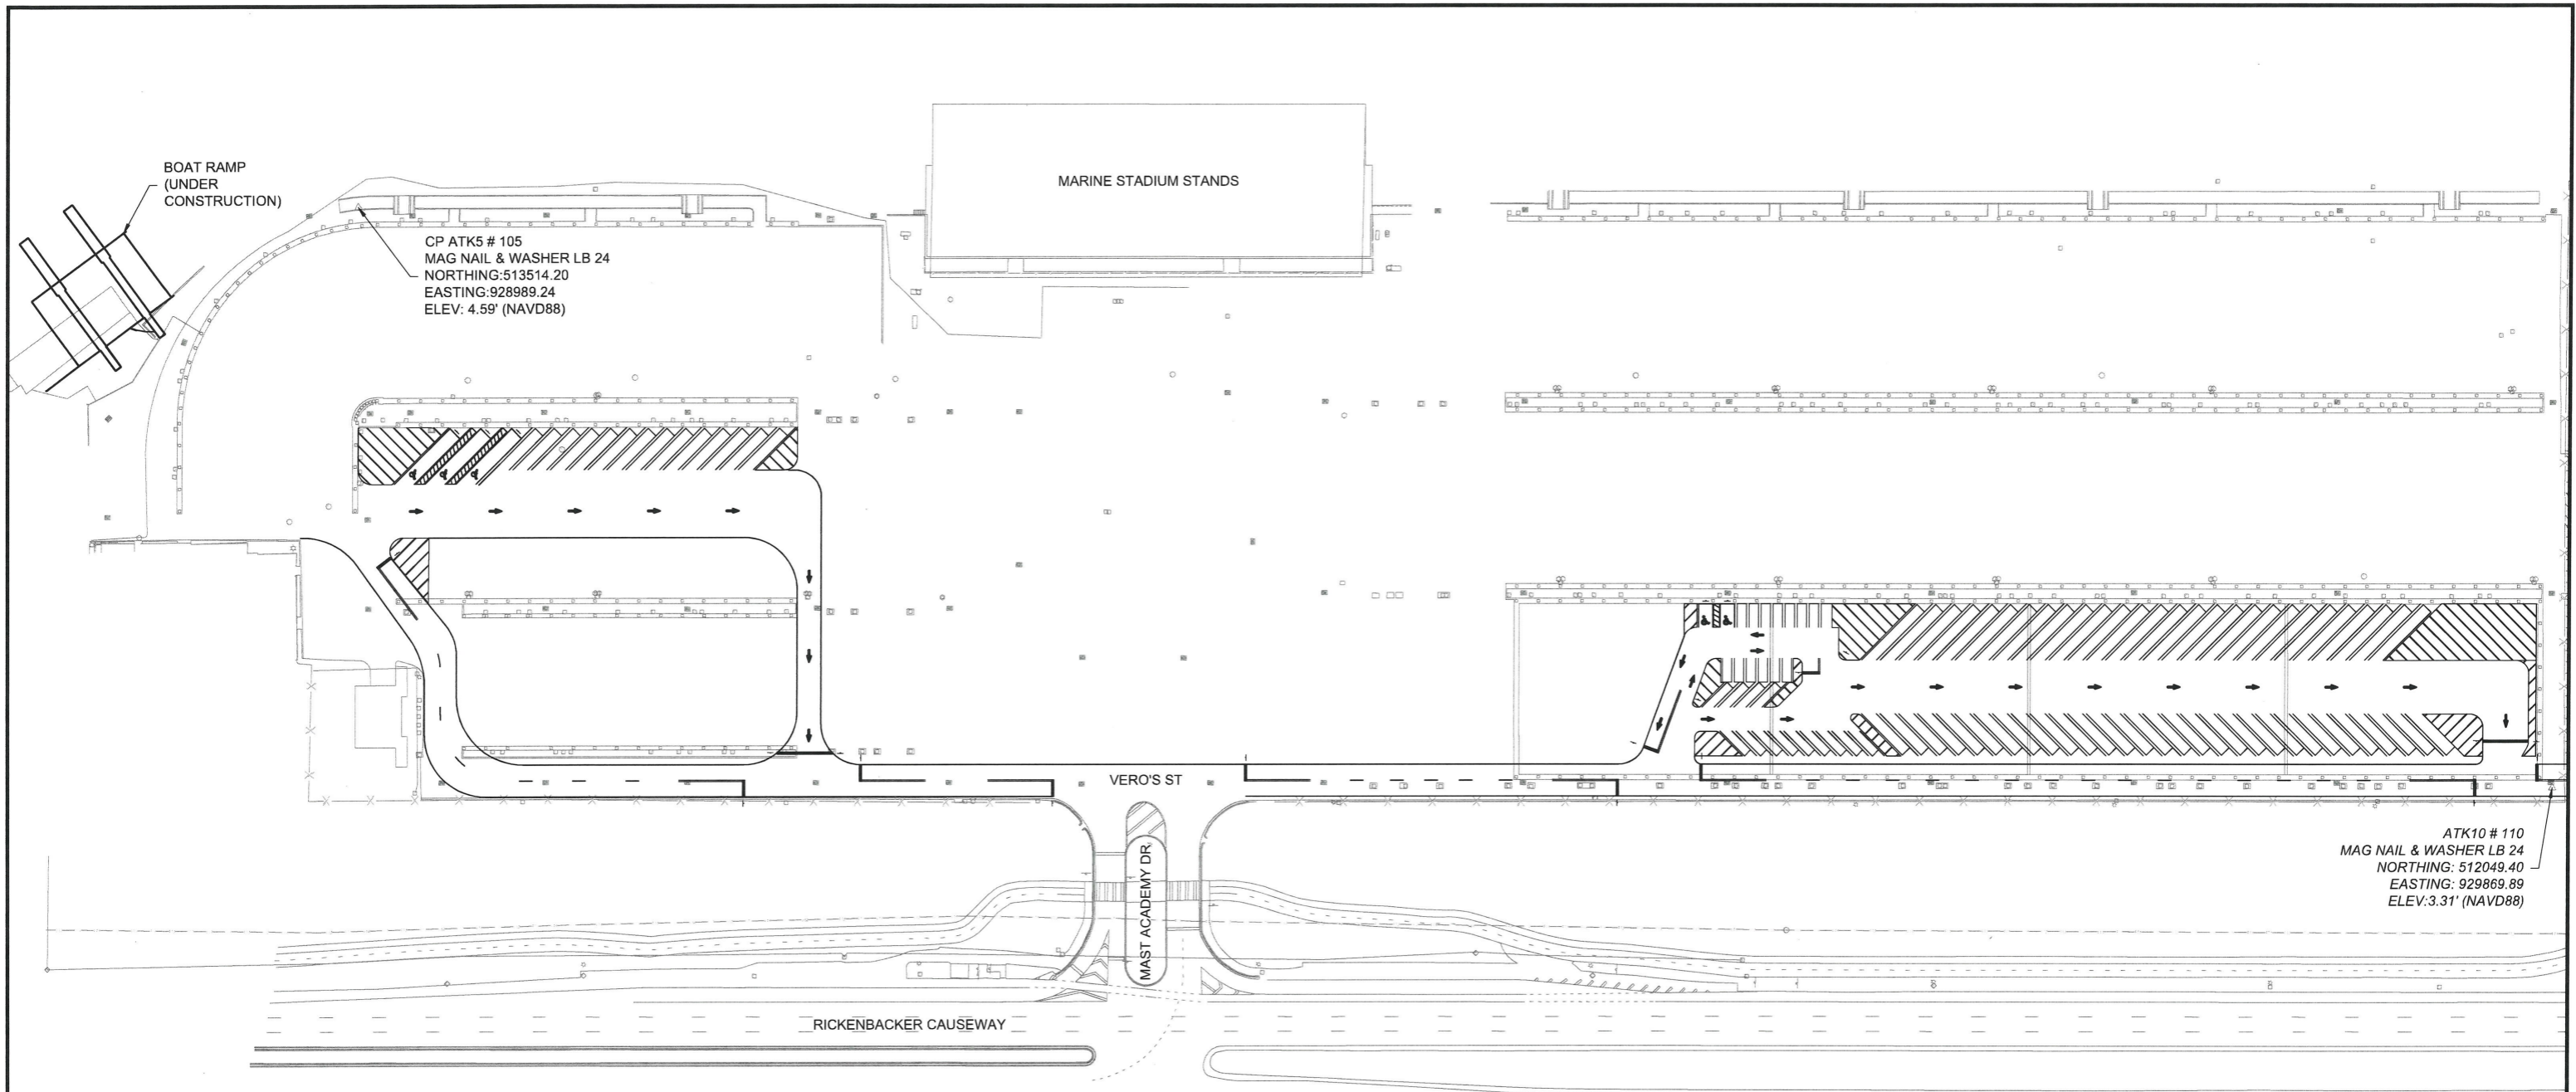 BOAT RAMP
(UNDER
CONSTRUCTION)
MARINE STADIUM STANDS
CP ATK5 # 105
MAG NAIL & WASHER LB 24
NORTHING:513514.20
EASTING:928989.24
ELEV: 4.59' (NAVD88)
VERO'S ST
MAST ACADEMY DR
ATK10 # 110
MAG NAIL & WASHER LB 24
NORTHING: 512049.40
EASTING: 929869.89
ELEV:3.31' (NAVD88)
RICKENBACKER CAUSEWAY